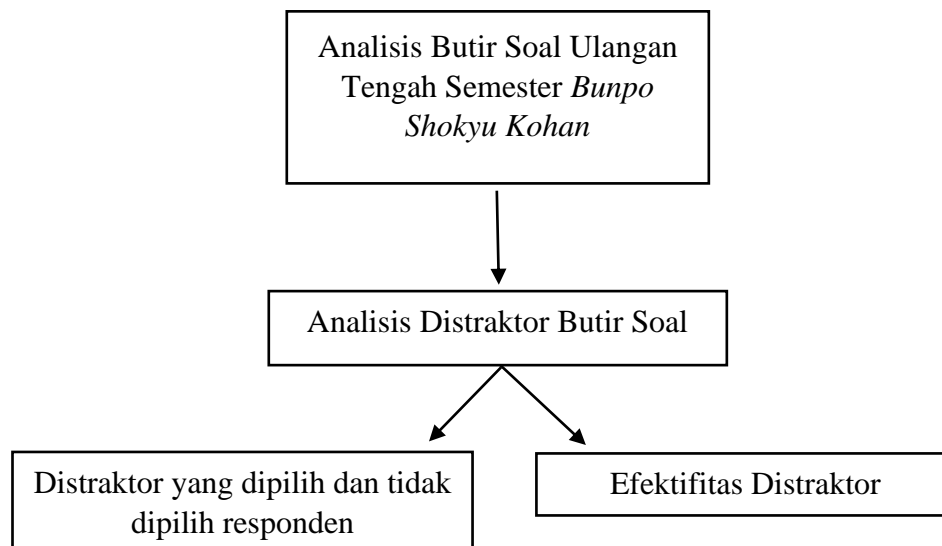 Analisis Butir Soal Ulangan
Tengah Semester Bunpo
Shokyu Kohan
Analisis Distraktor Butir Soal
Distraktor yang dipilih dan tidak
dipilih responden
Efektifitas Distraktor